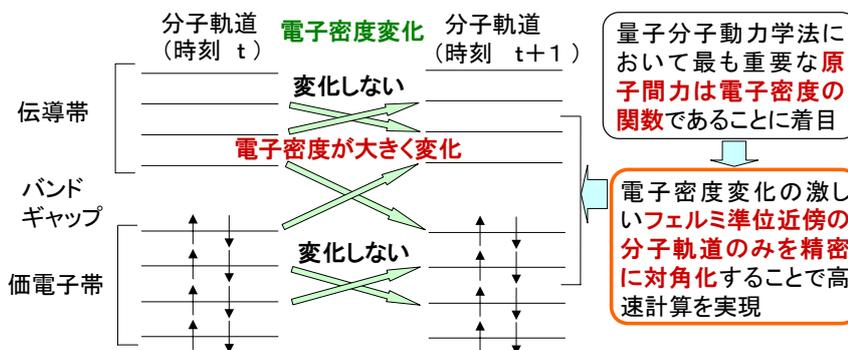 分子軌道
(時刻 t)
電子密度変化
分子軌道
(時刻 t+1)
変化しない
伝導帯
電子密度が大きく変化
バンド
ギャップ
変化しない
価電子帯
量子分子動力学法に
おいて最も重要な原
子間力は電子密度の
関数であることに着目
電子密度変化の激し
いフェルミ準位近傍の
分子軌道のみを精密
に対角化することで高
速計算を実現